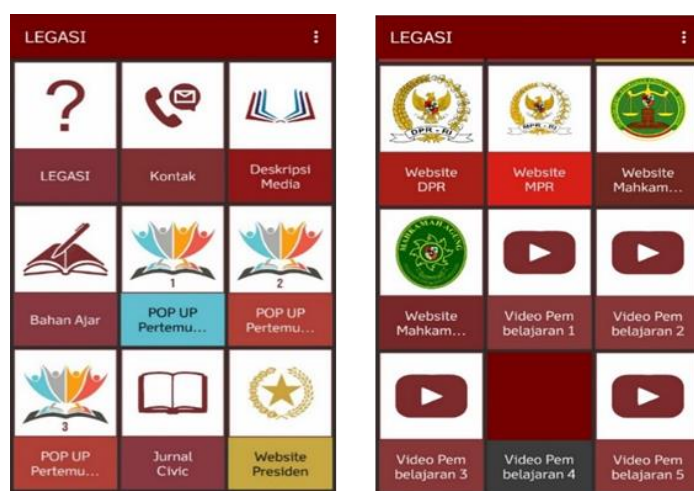 LEGASI
LEGASI
Kontak
Deskripsi
Media
Bahan Ajar
1
POP UP
Pertemu...
2
POP UP
Pertemu...
3
POP UP
Pertemu...
Jurnal
Civic
Website
Presiden
LEGASI
DPR - RI
Website
DPR
MPR - RI
Website
MPR
Website
Mahkam...
MAHKAMAH AGUNG
Website
Mahkam...
Video Pem
belajaran 1
Video Pem
belajaran 2
Video Pem
belajaran 3
Video Pem
belajaran 4
Video Pem
belajaran 5